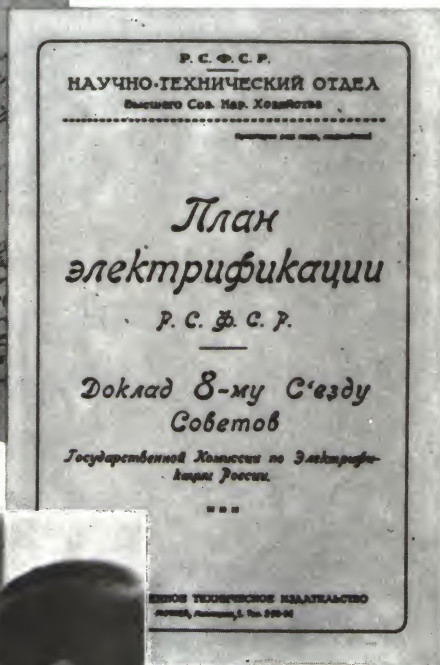 Р. С. Ф. С. Р.
НАУЧНО-ТЕХНИЧЕСКИЙ ОТДЕЛ
Высшего Сов. Нар. Хозяйства
План
электрификации
Р. С. Ф. С. Р.
Доклад 8-му С'езду
Советов
Государственной Комиссии по Электрифи-
кации России.
ТЕХНИЧЕСКОЕ ИЗДАТЕЛЬСТВО